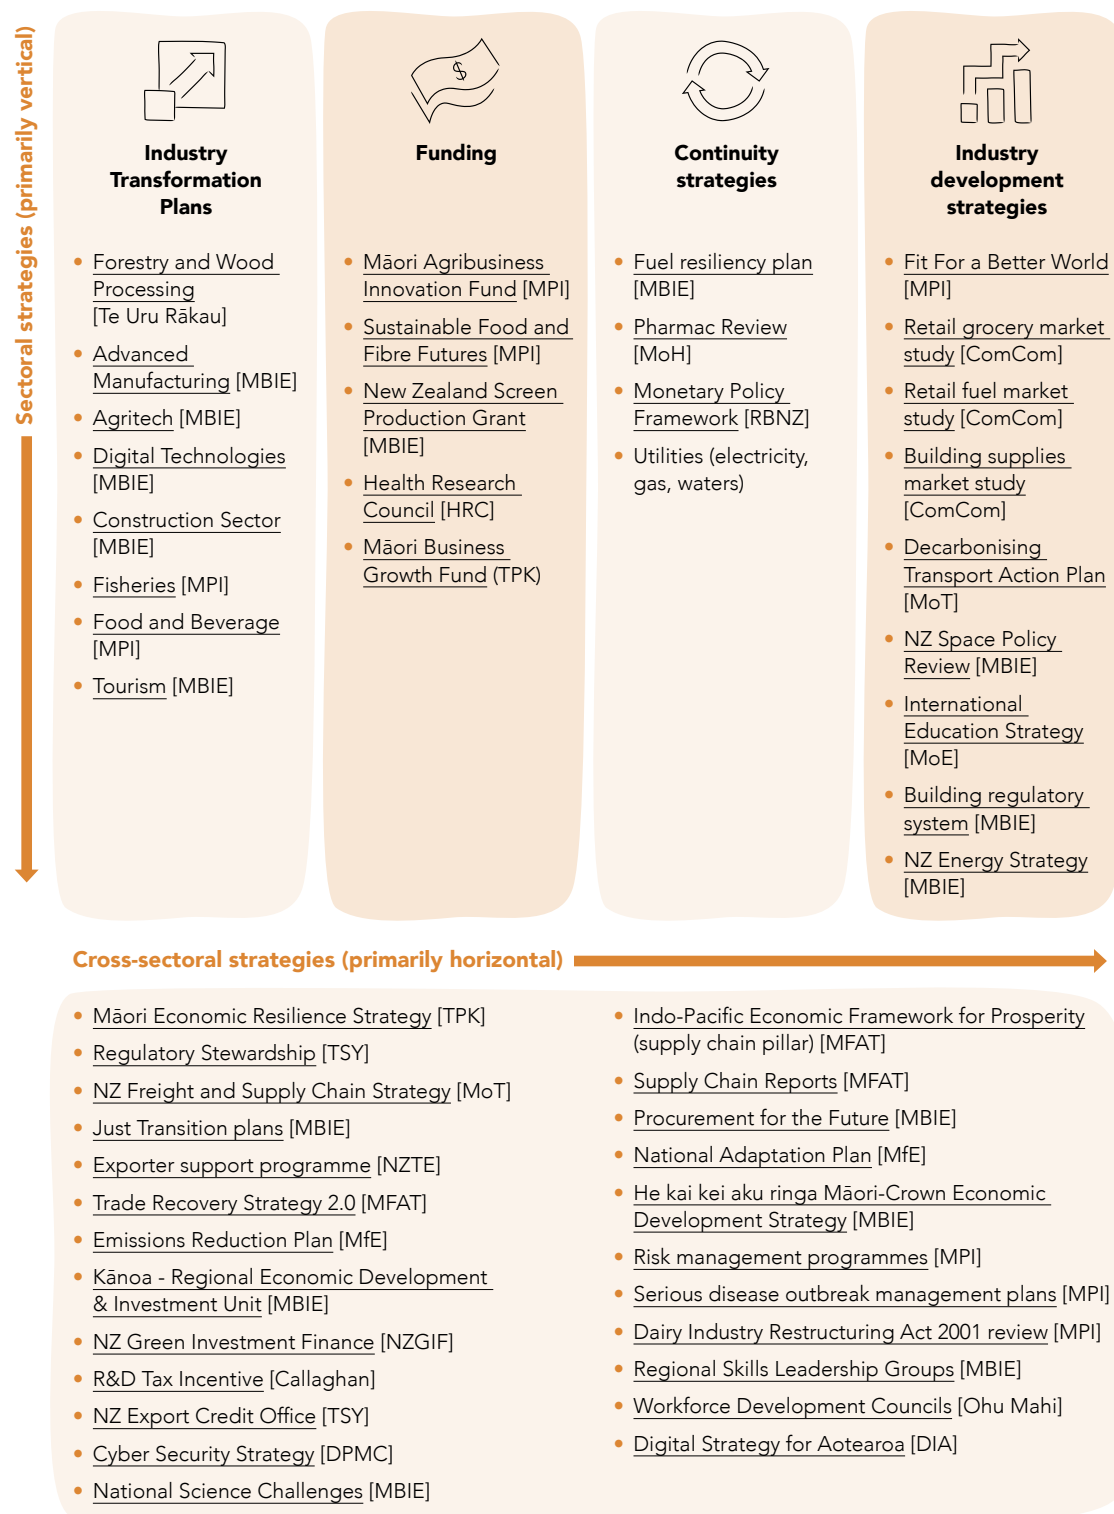 Sectoral strategies (primarily vertical)
Industry
Transformation
Plans
• Forestry and Wood
Processing
[Te Uru Rākau]
• Advanced
Manufacturing [MBIE]
• Agritech [MBIE]
• Digital Technologies
[MBIE]
• Construction Sector
[MBIE]
• Fisheries [MPI]
• Food and Beverage
[MPI]
• Tourism [MBIE]
$
Funding
• Māori Agribusiness
Innovation Fund [MPI]
• Sustainable Food and
Fibre Futures [MPI]
• New Zealand Screen
Production Grant
[MBIE]
• Health Research
Council [HRC]
• Māori Business
Growth Fund (TPK)
Continuity
strategies
• Fuel resiliency plan
[MBIE]
• Pharmac Review
[MoH]
• Monetary Policy
Framework [RBNZ]
• Utilities (electricity,
gas, waters)
Industry
development
strategies
• Fit For a Better World
[MPI]
• Retail grocery market
study [ComCom]
• Retail fuel market
study [ComCom]
• Building supplies
market study
[ComCom]
• Decarbonising
Transport Action Plan
[MoT]
• NZ Space Policy
Review [MBIE]
• International
Education Strategy
[MoE]
• Building regulatory
system [MBIE]
• NZ Energy Strategy
[MBIE]
Cross-sectoral strategies (primarily horizontal)
• Māori Economic Resilience Strategy [TPK]
• Regulatory Stewardship [TSY]
• NZ Freight and Supply Chain Strategy [MoT]
• Just Transition plans [MBIE]
• Exporter support programme [NZTE]
• Trade Recovery Strategy 2.0 [MFAT]
• Emissions Reduction Plan [MfE]
• Kānoa - Regional Economic Development
& Investment Unit [MBIE]
• NZ Green Investment Finance [NZGIF]
• R&D Tax Incentive [Callaghan]
• NZ Export Credit Office [TSY]
• Cyber Security Strategy [DPMC]
• National Science Challenges [MBIE]
• Indo-Pacific Economic Framework for Prosperity
(supply chain pillar) [MFAT]
• Supply Chain Reports [MFAT]
• Procurement for the Future [MBIE]
• National Adaptation Plan [MfE]
• He kai kei aku ringa Māori-Crown Economic
Development Strategy [MBIE]
• Risk management programmes [MPI]
• Serious disease outbreak management plans [MPI]
• Dairy Industry Restructuring Act 2001 review [MPI]
• Regional Skills Leadership Groups [MBIE]
• Workforce Development Councils [Ohu Mahi]
• Digital Strategy for Aotearoa [DIA]